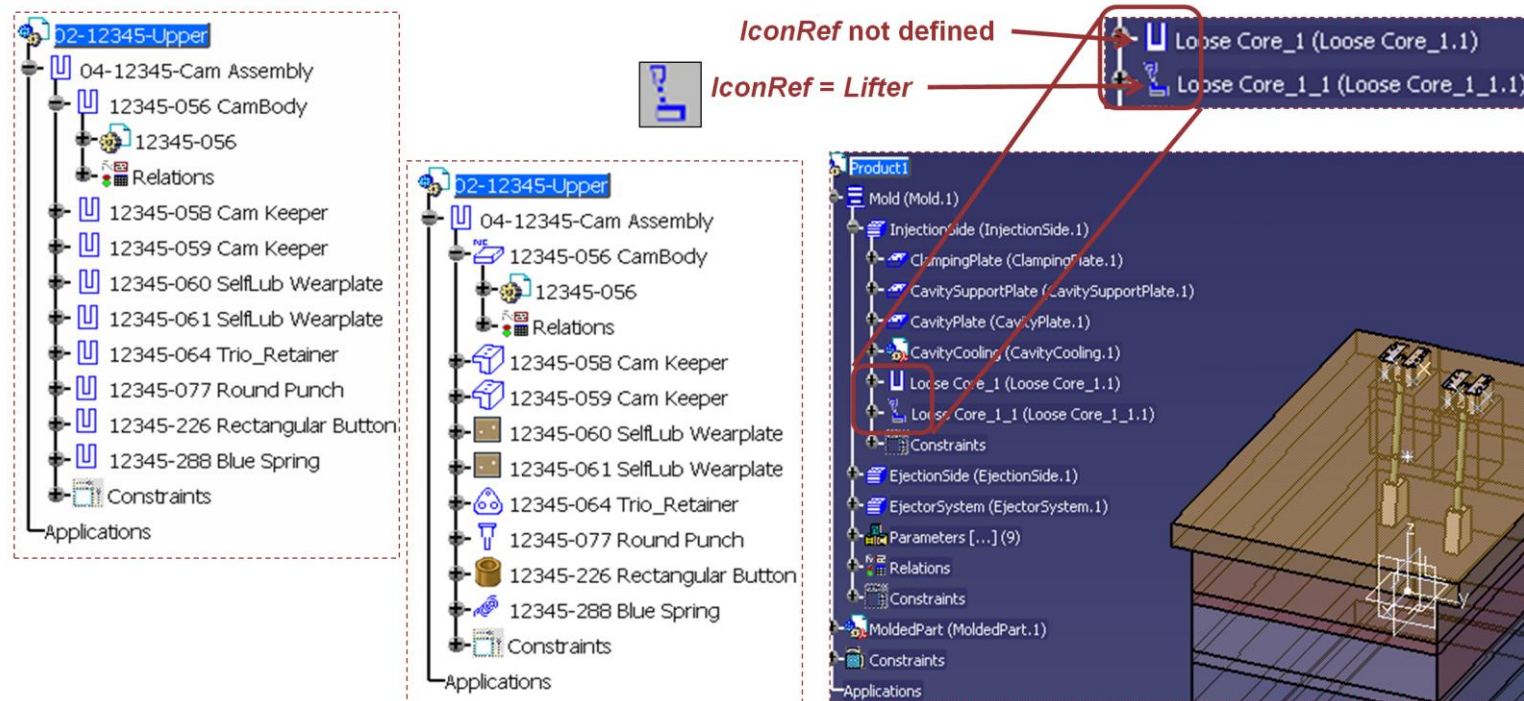 02-12345-Upper
04-12345-Cam Assembly
12345-056 CamBody
12345-056
Relations
12345-058 Cam Keeper
12345-059 Cam Keeper
12345-060 SelfLub Wearplate
12345-061 SelfLub Wearplate
12345-064 Trio_Retainer
12345-077 Round Punch
12345-226 Rectangular Button
12345-288 Blue Spring
Constraints
Applications
02-12345-Upper
04-12345-Cam Assembly
NC
12345-056 CamBody
12345-056
Relations
12345-058 Cam Keeper
12345-059 Cam Keeper
12345-060 SelfLub Wearplate
12345-061 SelfLub Wearplate
12345-064 Trio_Retainer
12345-077 Round Punch
12345-226 Rectangular Button
12345-288 Blue Spring
Constraints
Applications
IconRef not defined
IconRef = Lifter
Loose Core_1 (Loose Core_1.1)
Loose Core_1_1 (Loose Core_1_1.1)
Product1
Mold (Mold.1)
InjectionSide (InjectionSide.1)
ClampingPlate (ClampingPlate.1)
CavitySupportPlate (CavitySupportPlate.1)
CavityPlate (CavityPlate.1)
CavityCooling (CavityCooling.1)
Loose Core_1 (Loose Core_1.1)
Loose Core_1_1 (Loose Core_1_1.1)
Constraints
EjectionSide (EjectionSide.1)
EjectorSystem (EjectorSystem.1)
Parameters [...] (9)
Relations
Constraints
MoldedPart (MoldedPart.1)
Constraints
Applications
z
y